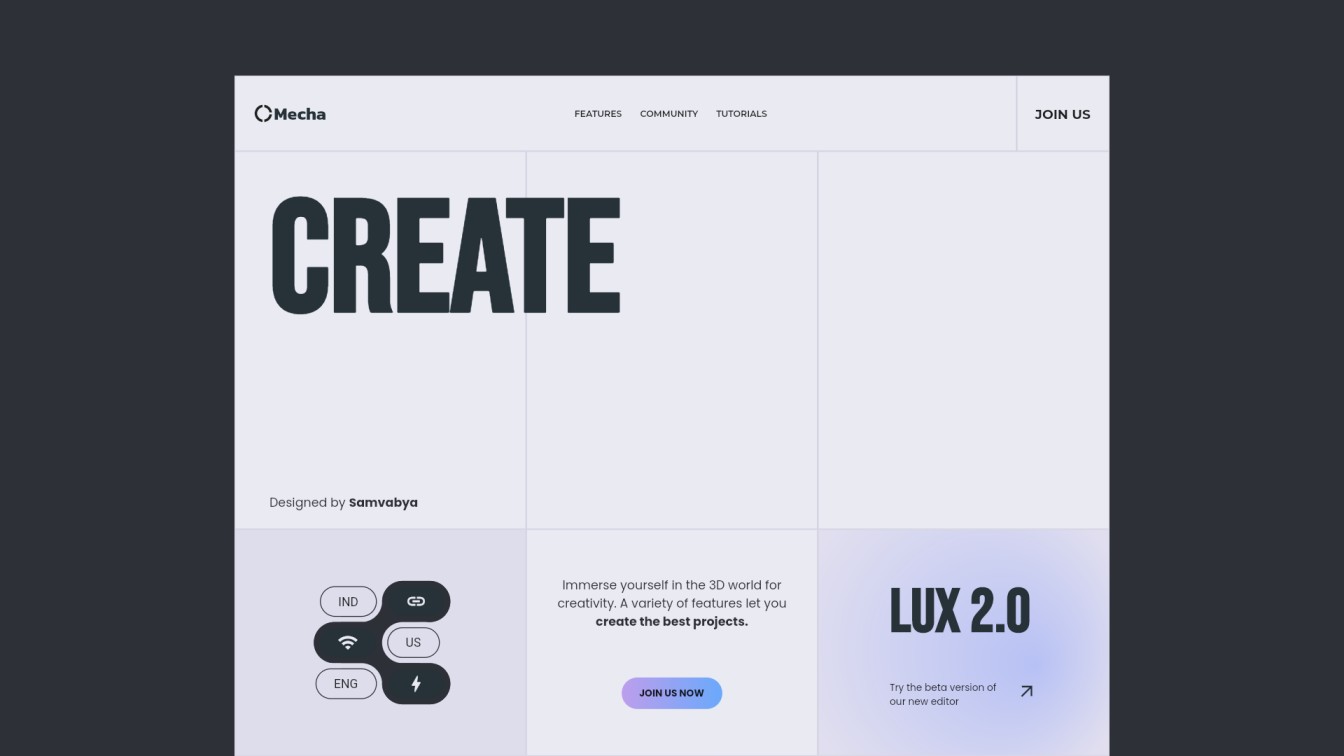 Mecha
FEATURES COMMUNITY TUTORIALS
JOIN US
CREATE
Designed by Samvabya
IND
US
ENG
Immerse yourself in the 3D world for
creativity. A variety of features let you
create the best projects.
JOIN US NOW
LUX 2.0
Try the beta version of
our new editor